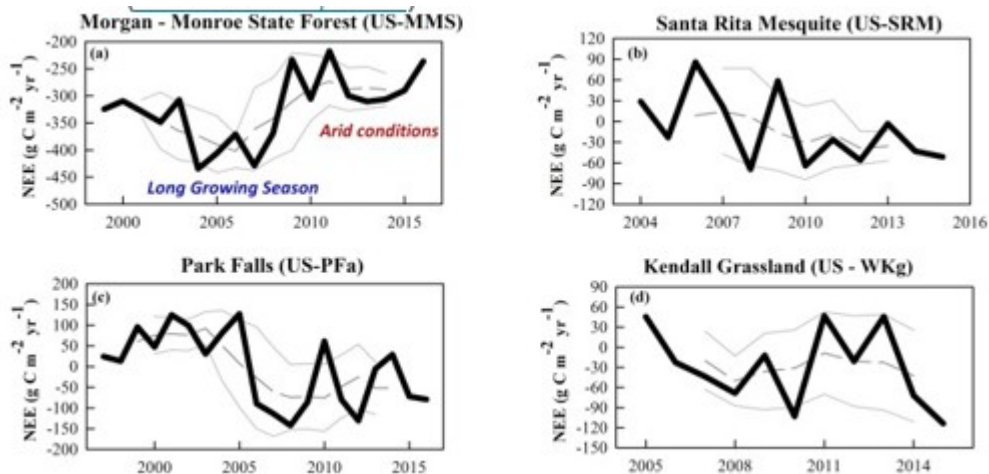 Morgan - Monroe State Forest (US-MMS)
-200
-250
-300
-350
-400
-450
-500
NEE (g C m⁻² yr⁻¹)
(a)
Arid conditions
Long Growing Season
2000 2005 2010 2015
Santa Rita Mesquite (US-SRM)
120
90
60
30
0
-30
-60
-90
-120
NEE (g C m⁻² yr⁻¹)
(b)
2004 2007 2010 2013 2016
Park Falls (US-PFa)
200
150
100
50
0
-50
-100
-150
-200
NEE (g C m⁻² yr⁻¹)
(c)
2000 2004 2008 2012 2016
Kendall Grassland (US - WKg)
90
60
30
0
-30
-60
-90
-120
-150
NEE (g C m⁻² yr⁻¹)
(d)
2005 2008 2011 2014